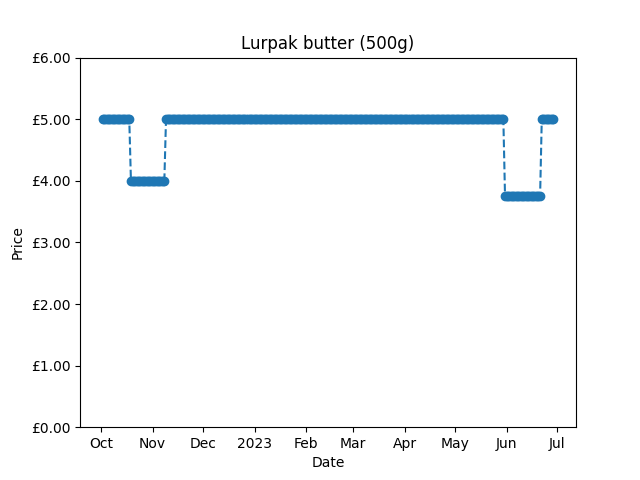 Lurpak butter (500g)
£6.00
£5.00
£4.00
£3.00
£2.00
£1.00
£0.00
Price
Oct Nov Dec 2023 Feb Mar Apr May Jun Jul
Date